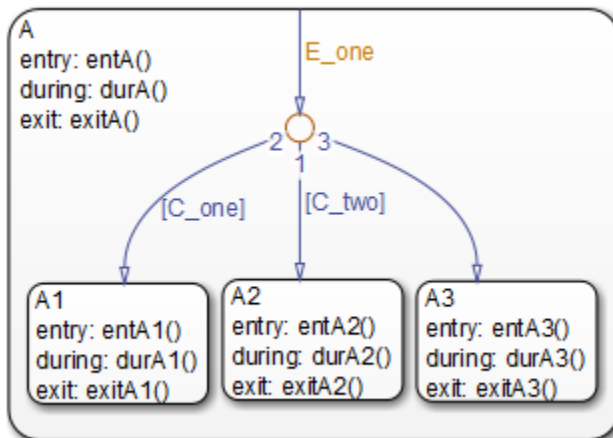 A
entry: entA()
during: durA()
exit: exitA()
E_one
2
1
3
[C_one]
[C_two]
A1
entry: entA1()
during: durA1()
exit: exitA1()
A2
entry: entA2()
during: durA2()
exit: exitA2()
A3
entry: entA3()
during: durA3()
exit: exitA3()